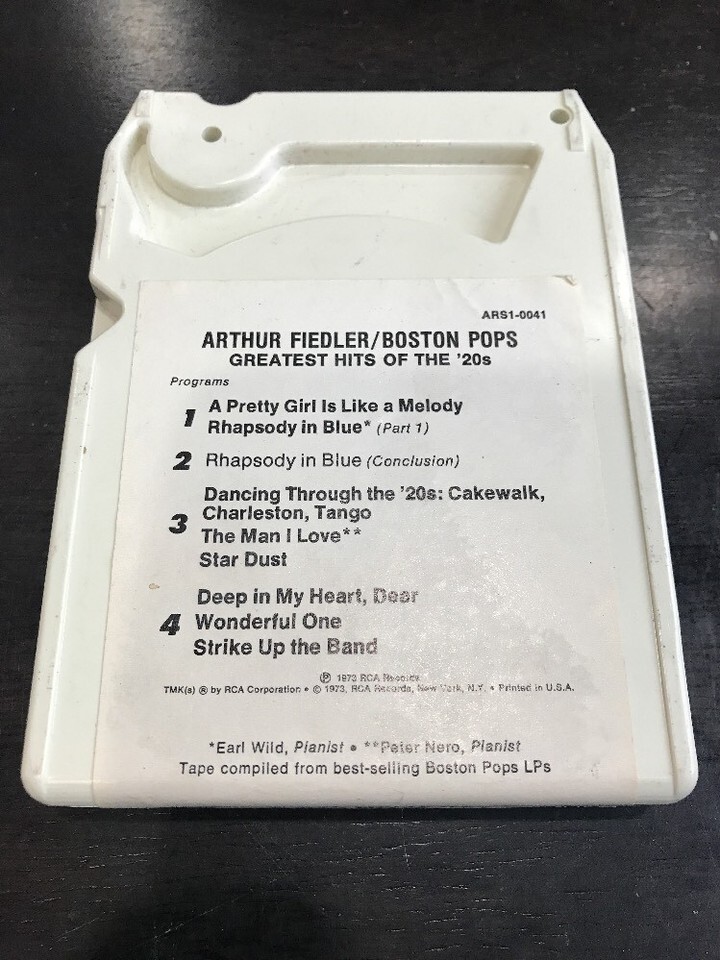 ARS1-0041
ARTHUR FIEDLER/BOSTON POPS
GREATEST HITS OF THE '20s
Programs
1 A Pretty Girl Is Like a Melody
Rhapsody in Blue* (Part 1)
2 Rhapsody in Blue (Conclusion)
3 Dancing Through the '20s: Cakewalk,
Charleston, Tango
The Man I Love**
Star Dust
4 Deep in My Heart, Dear
Wonderful One
Strike Up the Band
℗ 1973 RCA Records
TMK(s) ® by RCA Corporation • © 1973, RCA Records, New York, N.Y. • Printed in U.S.A.
*Earl Wild, Pianist • **Peter Nero, Pianist
Tape compiled from best-selling Boston Pops LPs